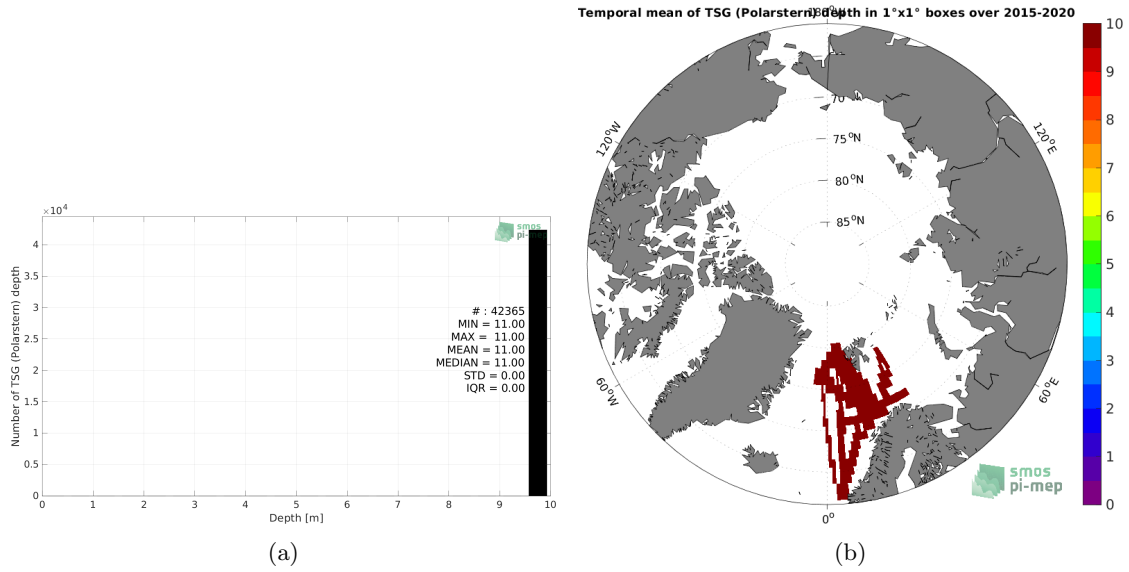 ×10⁴
4
3.5
3
2.5
2
1.5
1
0.5
0
Number of TSG (Polarstern) depth
smos
pi-mep
# : 42365
MIN = 11.00
MAX = 11.00
MEAN = 11.00
MEDIAN = 11.00
STD = 0.00
IQR = 0.00
0 1 2 3 4 5 6 7 8 9 10
Depth [m]
(a)
Temporal mean of TSG (Polarstern) depth in 1°x1° boxes over 2015-2020
120°W
120°E
75°N
80°N
85°N
60°W
60°E
0°
smos
pi-mep
10
9
8
7
6
5
4
3
2
1
0
(b)